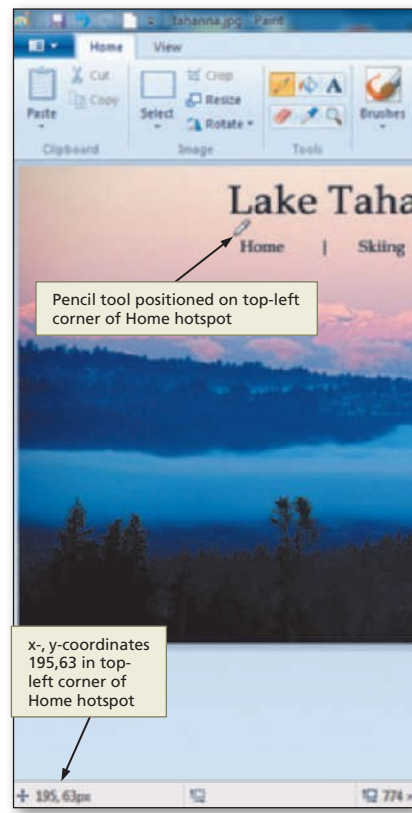 tahanna.jpg - Paint
Home View
Cut
Copy
Paste
Clipboard
Select
Crop
Resize
Rotate
Image
A
Tools
Brushes
Lake Taha
Home | Skiing
Pencil tool positioned on top-left
corner of Home hotspot
x-, y-coordinates
195,63 in top-
left corner of
Home hotspot
195, 63px
774 ×